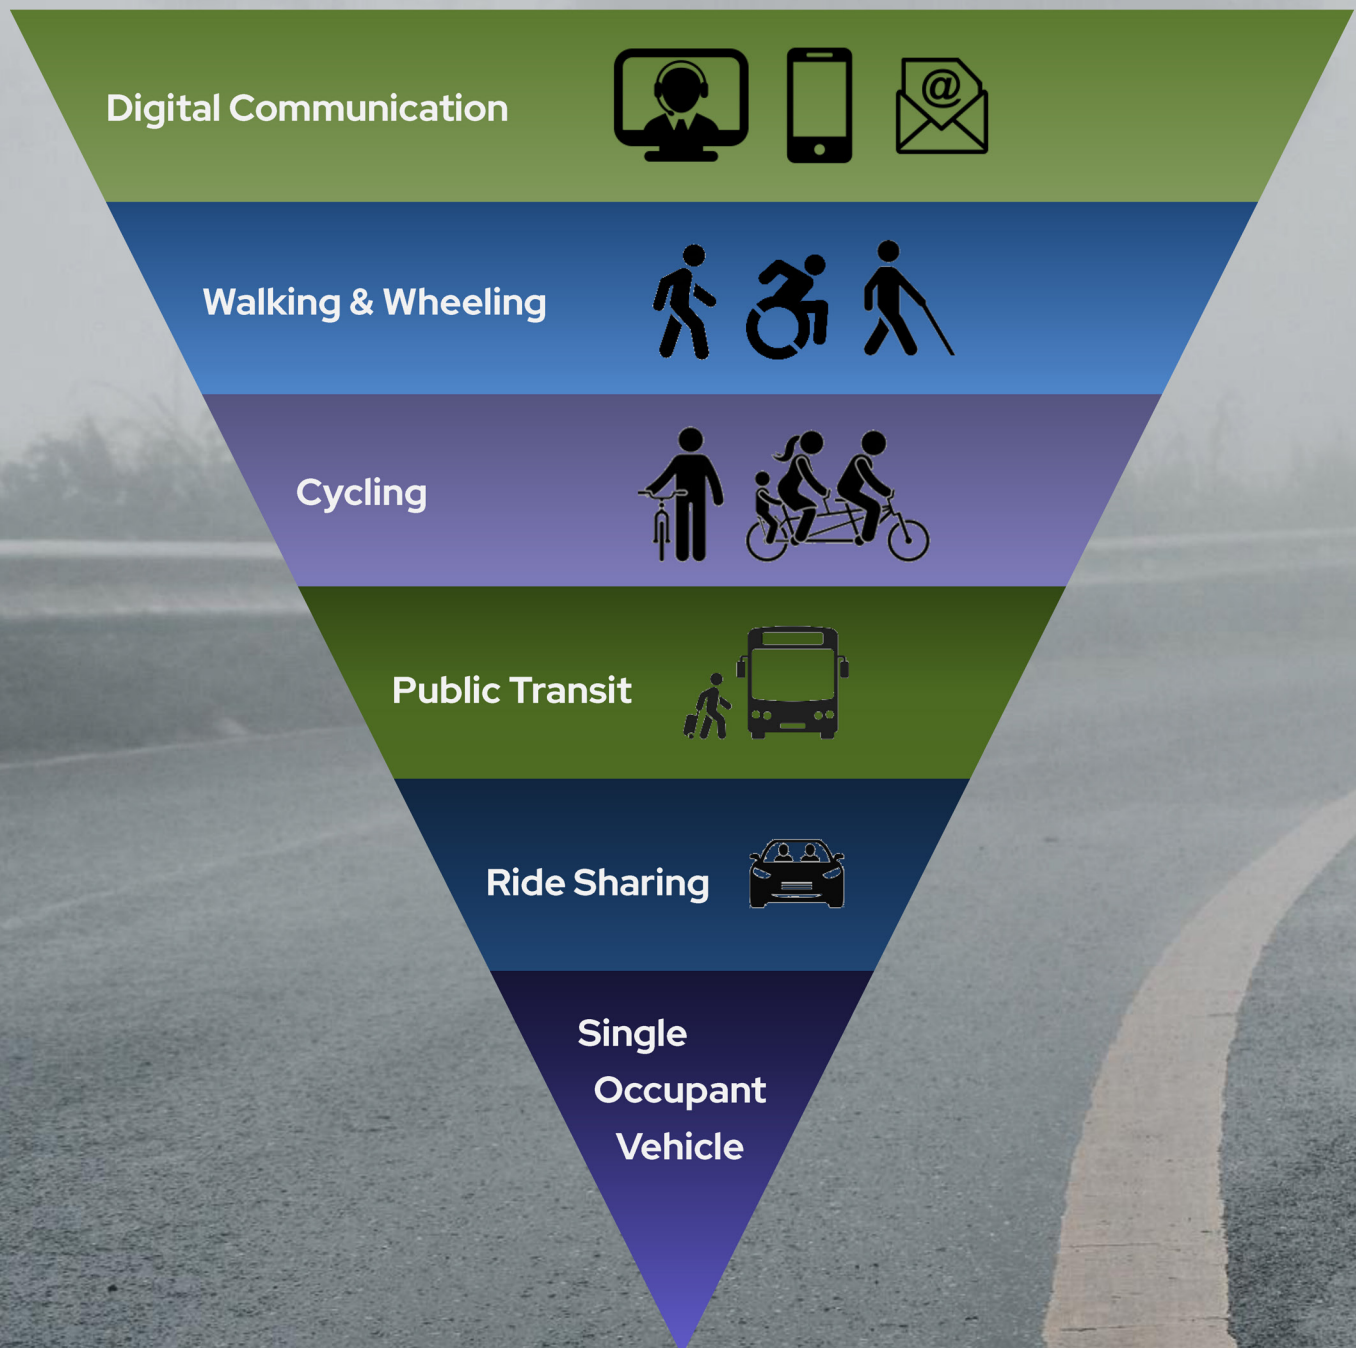 Digital Communication
@
Walking & Wheeling
Cycling
Public Transit
Ride Sharing
Single
Occupant
Vehicle